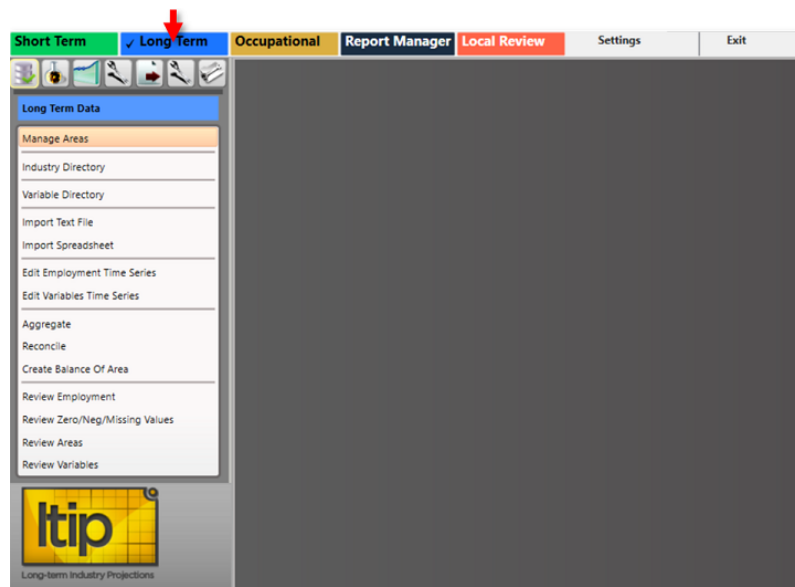 Short Term ✓ Long Term Occupational Report Manager Local Review Settings Exit
Long Term Data
Manage Areas
Industry Directory
Variable Directory
Import Text File
Import Spreadsheet
Edit Employment Time Series
Edit Variables Time Series
Aggregate
Reconcile
Create Balance Of Area
Review Employment
Review Zero/Neg/Missing Values
Review Areas
Review Variables
ltip
Long-term Industry Projections